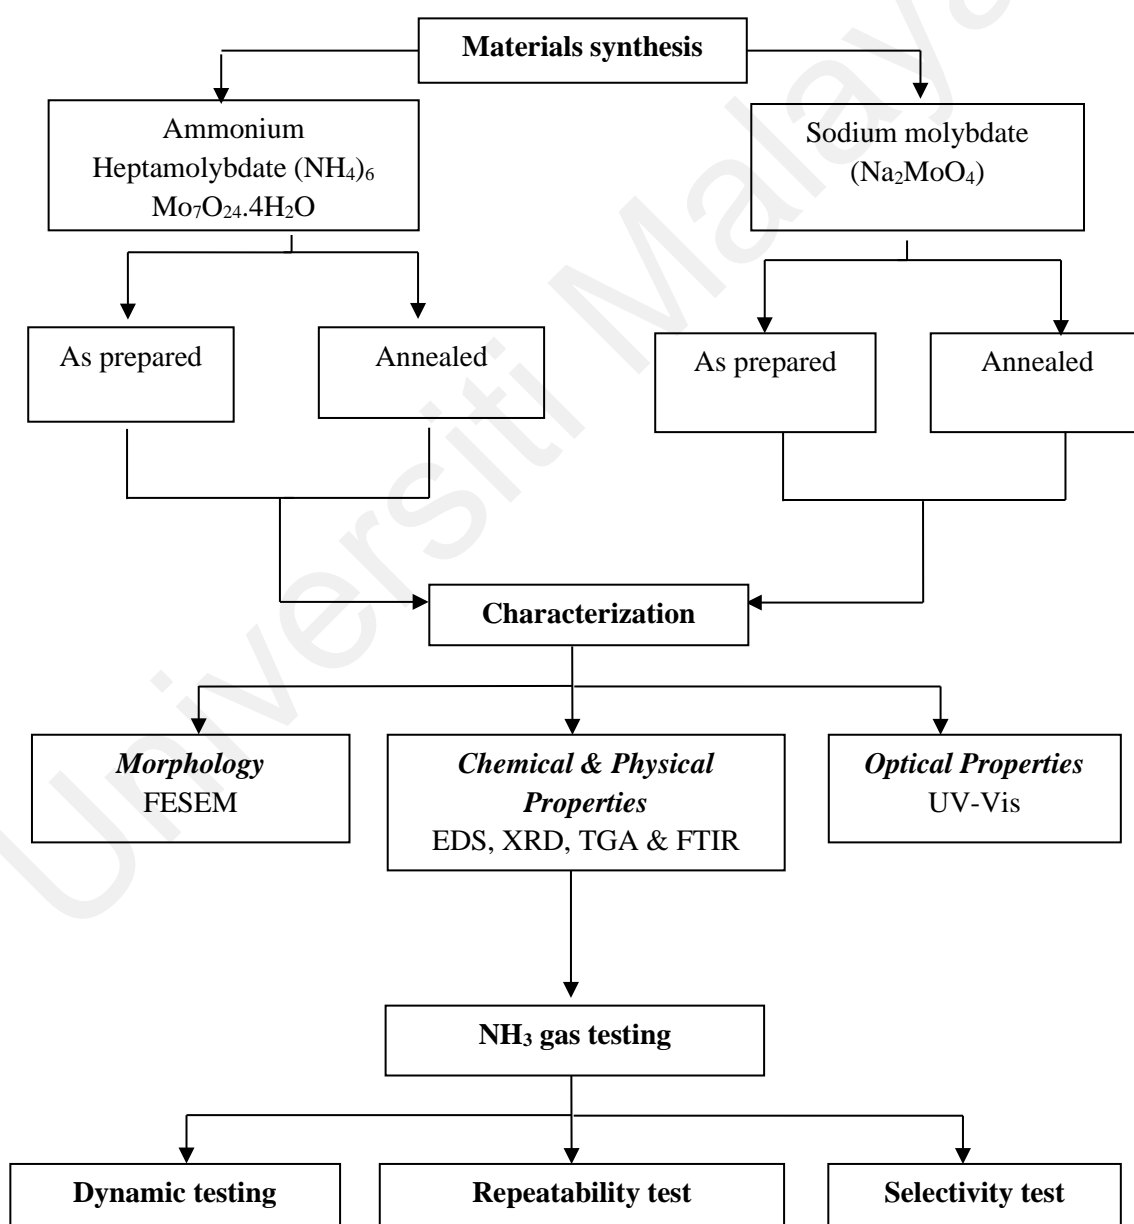 Materials synthesis
Ammonium
Heptamolybdate (NH₄)₆
Mo₇O₂₄.4H₂O
Sodium molybdate
(Na₂MoO₄)
As prepared
Annealed
As prepared
Annealed
Characterization
Morphology
FESEM
Chemical & Physical
Properties
EDS, XRD, TGA & FTIR
Optical Properties
UV-Vis
NH₃ gas testing
Dynamic testing
Repeatability test
Selectivity test
Universiti Malaya